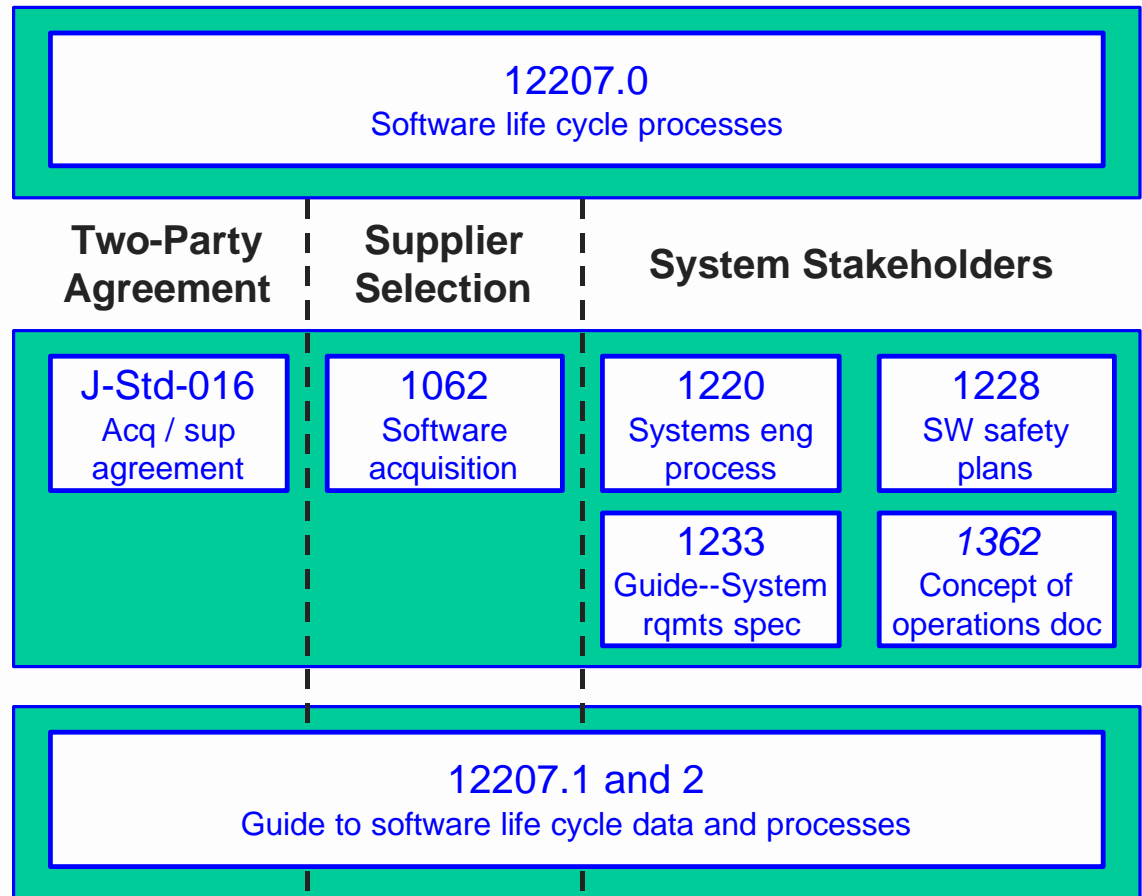 12207.0
Software life cycle processes
Two-Party
Agreement
Supplier
Selection
System Stakeholders
J-Std-016
Acq / sup
agreement
1062
Software
acquisition
1220
Systems eng
process
1228
SW safety
plans
1233
Guide--System
rqmts spec
1362
Concept of
operations doc
12207.1 and 2
Guide to software life cycle data and processes